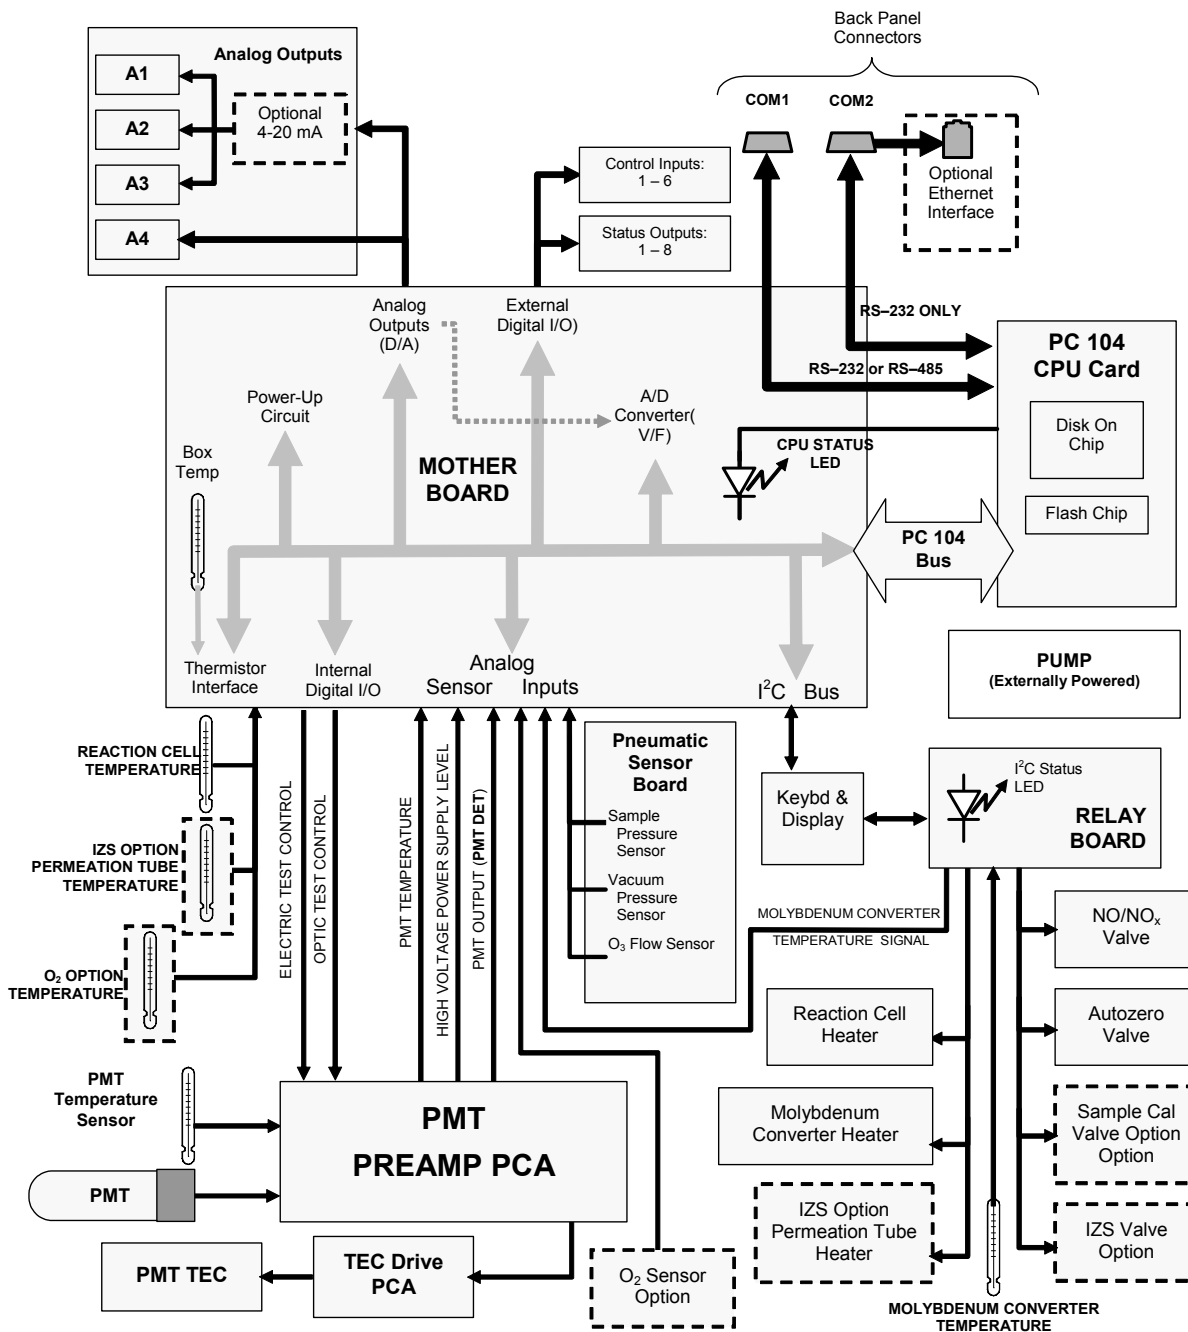 Back Panel
Connectors
Analog Outputs
A1
A2
A3
A4
Optional
4-20 mA
COM1
COM2
Optional
Ethernet
Interface
Control Inputs:
1 – 6
Status Outputs:
1 – 8
Analog
Outputs
(D/A)
External
Digital I/O)
RS–232 ONLY
RS–232 or RS–485
PC 104
CPU Card
Disk On
Chip
Flash Chip
Power-Up
Circuit
A/D
Converter(
V/F)
CPU STATUS
LED
Box
Temp
MOTHER
BOARD
PC 104
Bus
Thermistor
Interface
Internal
Digital I/O
Analog
Sensor Inputs
I²C Bus
PUMP
(Externally Powered)
REACTION CELL
TEMPERATURE
IZS OPTION
PERMEATION TUBE
TEMPERATURE
O₂ OPTION
TEMPERATURE
ELECTRIC TEST CONTROL
OPTIC TEST CONTROL
PMT TEMPERATURE
HIGH VOLTAGE POWER SUPPLY LEVEL
PMT OUTPUT (PMT DET)
Pneumatic
Sensor
Board
Sample
Pressure
Sensor
Vacuum
Pressure
Sensor
O₃ Flow Sensor
Keybd &
Display
I²C Status
LED
RELAY
BOARD
MOLYBDENUM CONVERTER
TEMPERATURE SIGNAL
NO/NOₓ
Valve
Reaction Cell
Heater
Autozero
Valve
Molybdenum
Converter Heater
Sample Cal
Valve Option
Option
IZS Option
Permeation Tube
Heater
IZS Valve
Option
MOLYBDENUM CONVERTER
TEMPERATURE
PMT
Temperature
Sensor
PMT
PMT
PREAMP PCA
PMT TEC
TEC Drive
PCA
O₂ Sensor
Option